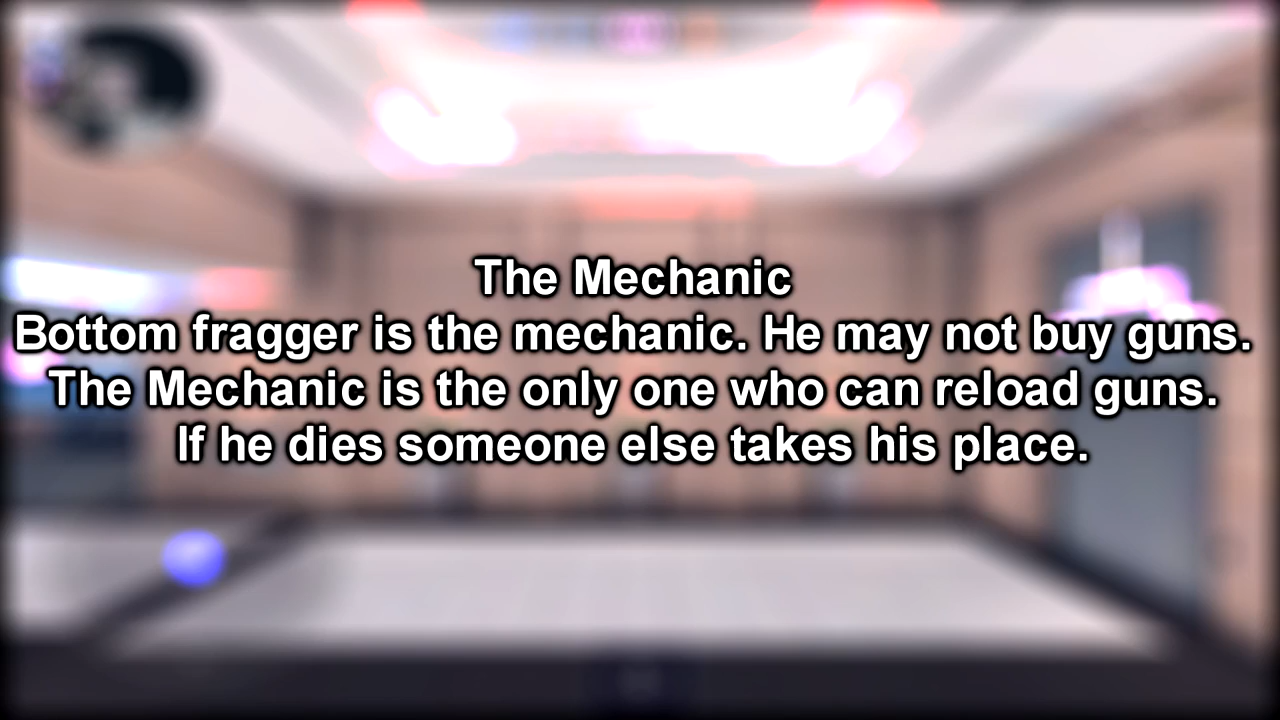 The Mechanic
Bottom fragger is the mechanic. He may not buy guns.
The Mechanic is the only one who can reload guns.
If he dies someone else takes his place.